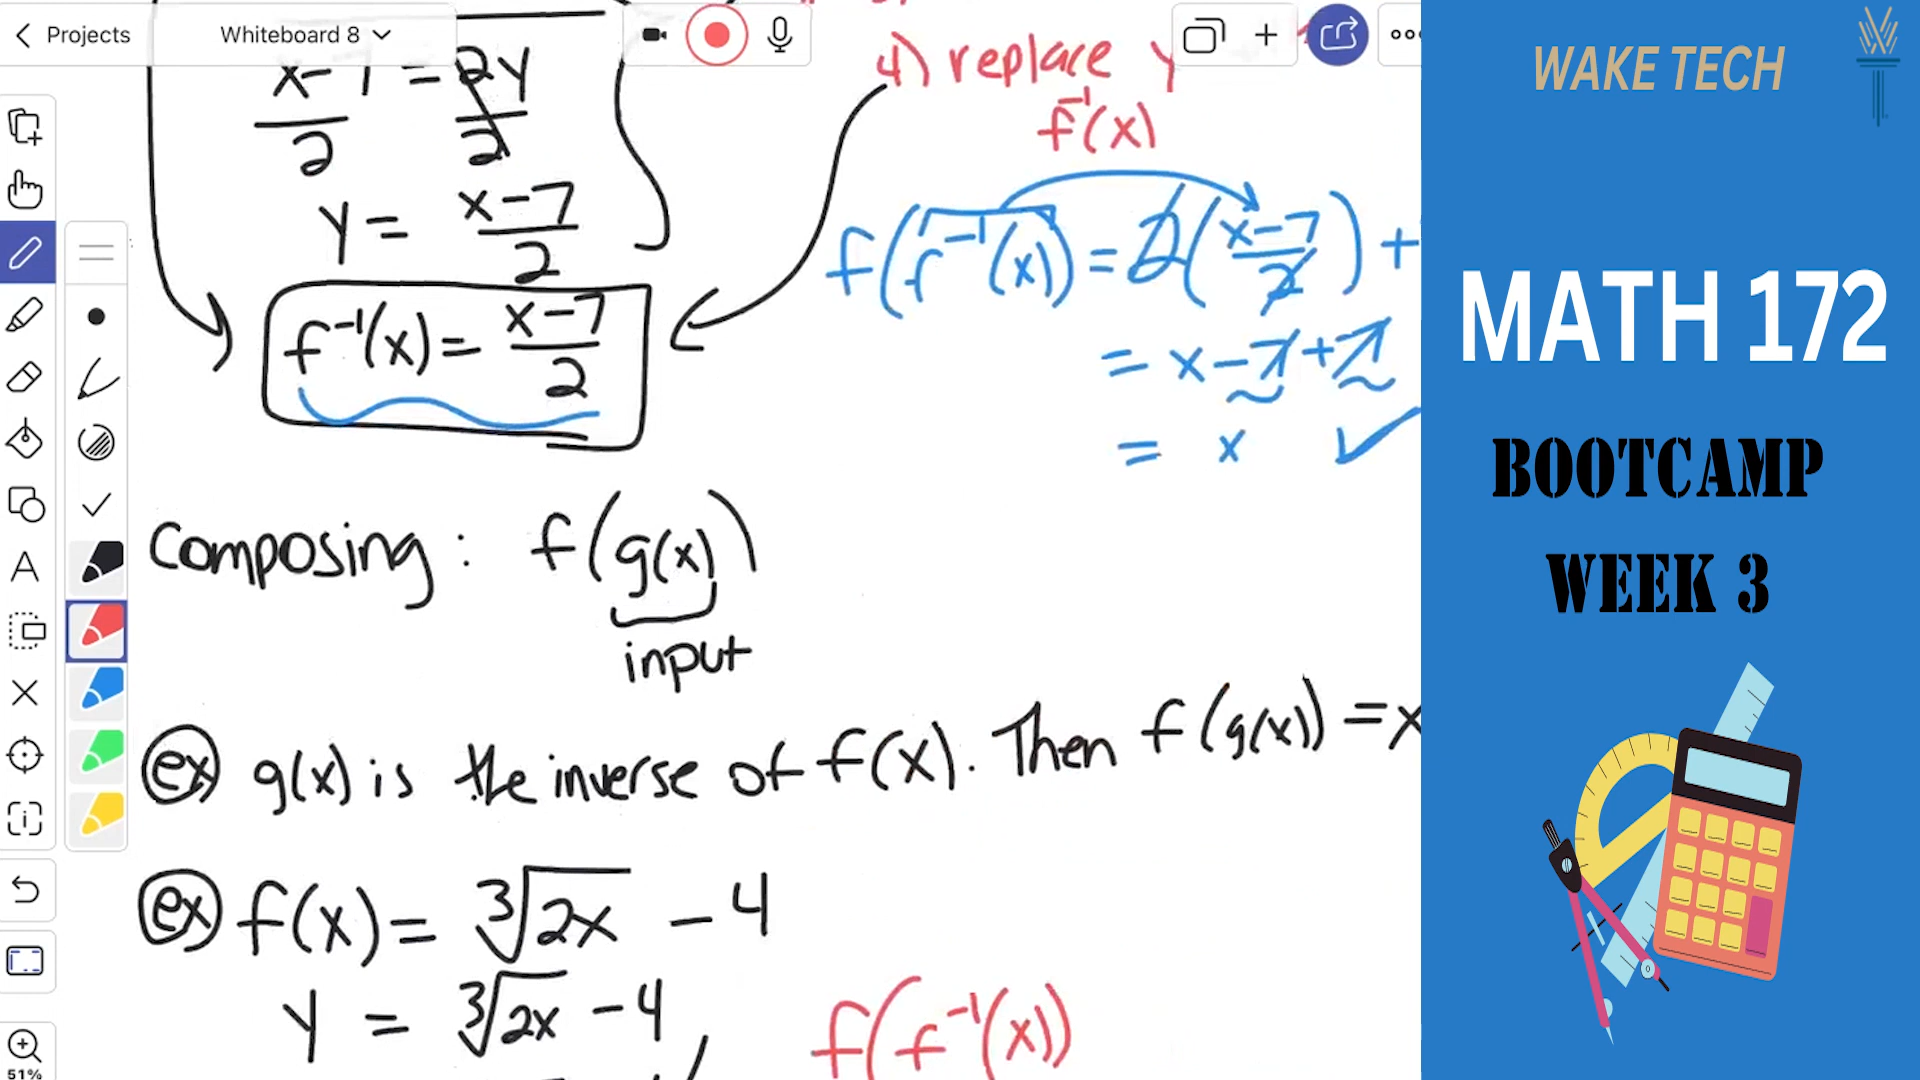 Projects
Whiteboard 8
x-7 = 2y
2 2
y = x-7
2
f⁻¹(x) = x-7
2
4) replace y
f⁻¹(x)
f(f⁻¹(x)) = 2(x-7
2) +
= x-7+7
= x ✓
Composing: f(g(x))
input
ex g(x) is the inverse of f(x). Then f(g(x)) = x
ex f(x) = ³√2x - 4
y = ³√2x - 4
f(f⁻¹(x))
A
51%
WAKE TECH
MATH 172
BOOTCAMP
WEEK 3